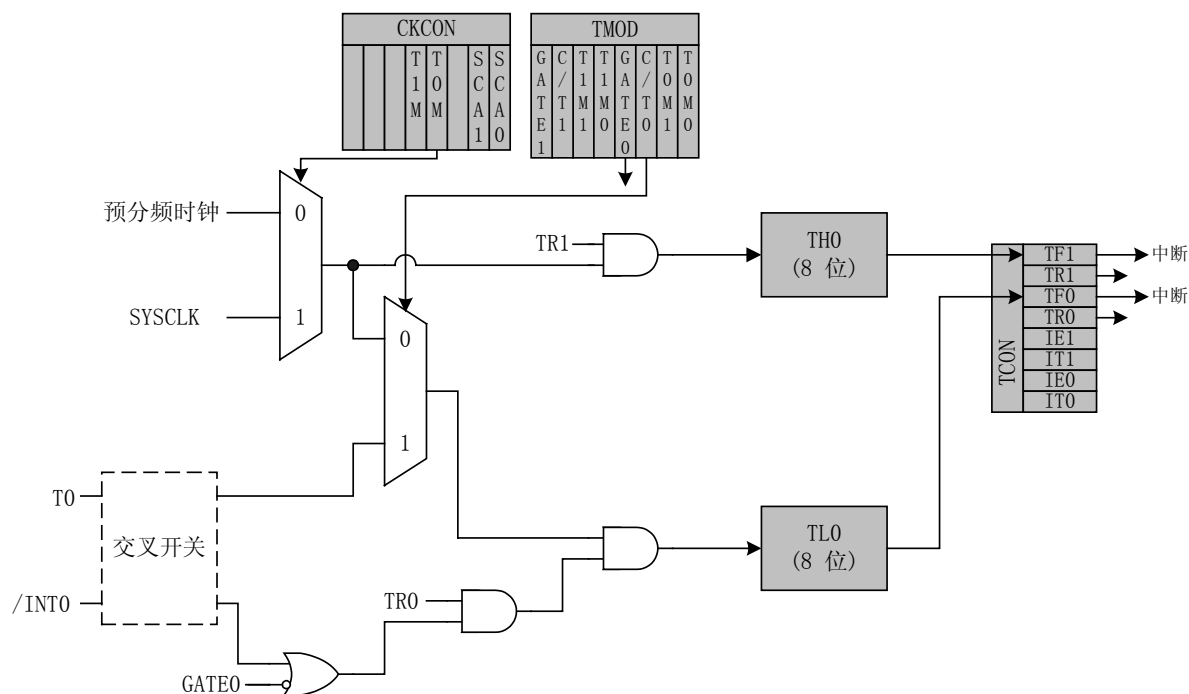 CKCON
T1M
T0M
SCA1
SCA0
TMOD
GATE1
C/T1
T1M1
T1M0
GATE0
C/T0
T0M1
T0M0
预分频时钟
0
SYSCLK
1
TR1
TH0
(8 位)
TCON
TF1
TR1
TF0
TR0
IE1
IT1
IE0
IT0
中断
中断
0
1
T0
交叉开关
/INT0
TR0
GATE0
TL0
(8 位)